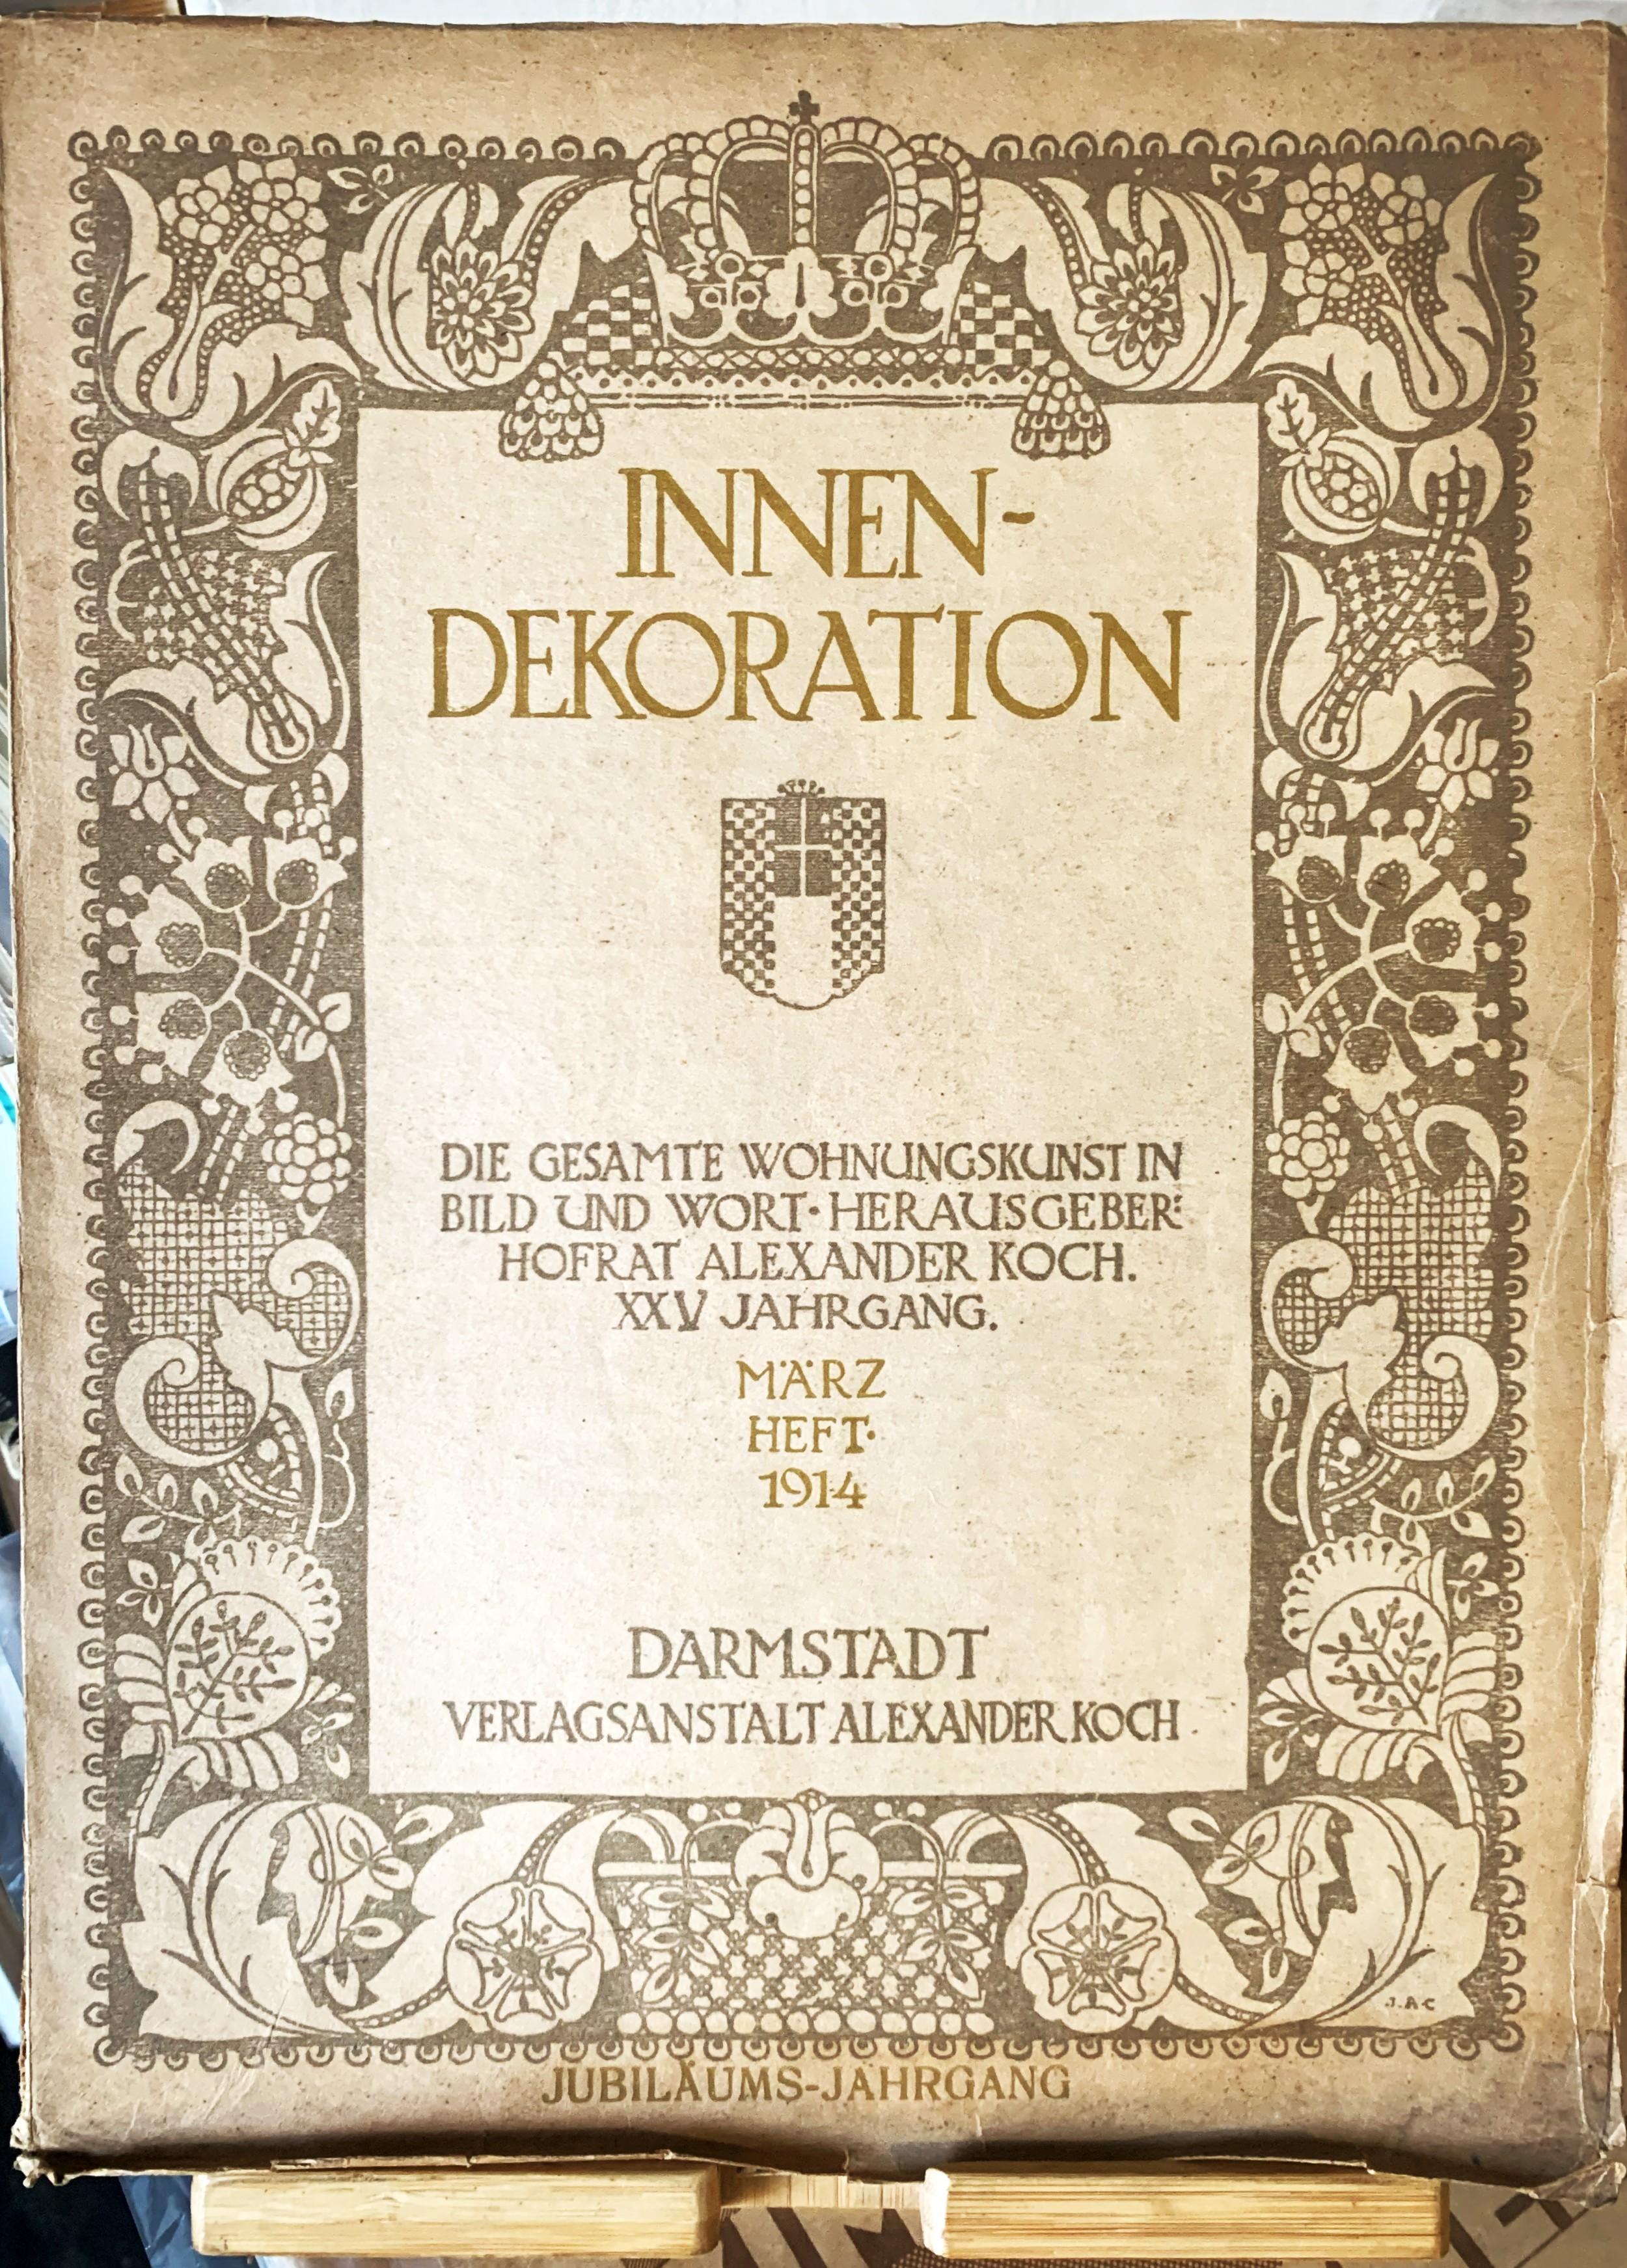 INNEN-
DEKORATION
DIE GESAMTE WOHNUNGSKUNST IN
BILD UND WORT · HERAUSGEBER:
HOFRAT ALEXANDER KOCH.
XXV JAHRGANG.
MÄRZ
HEFT·
1914
DARMSTADT
VERLAGSANSTALT ALEXANDER KOCH
J.A.C
JUBILÄUMS-JAHRGANG